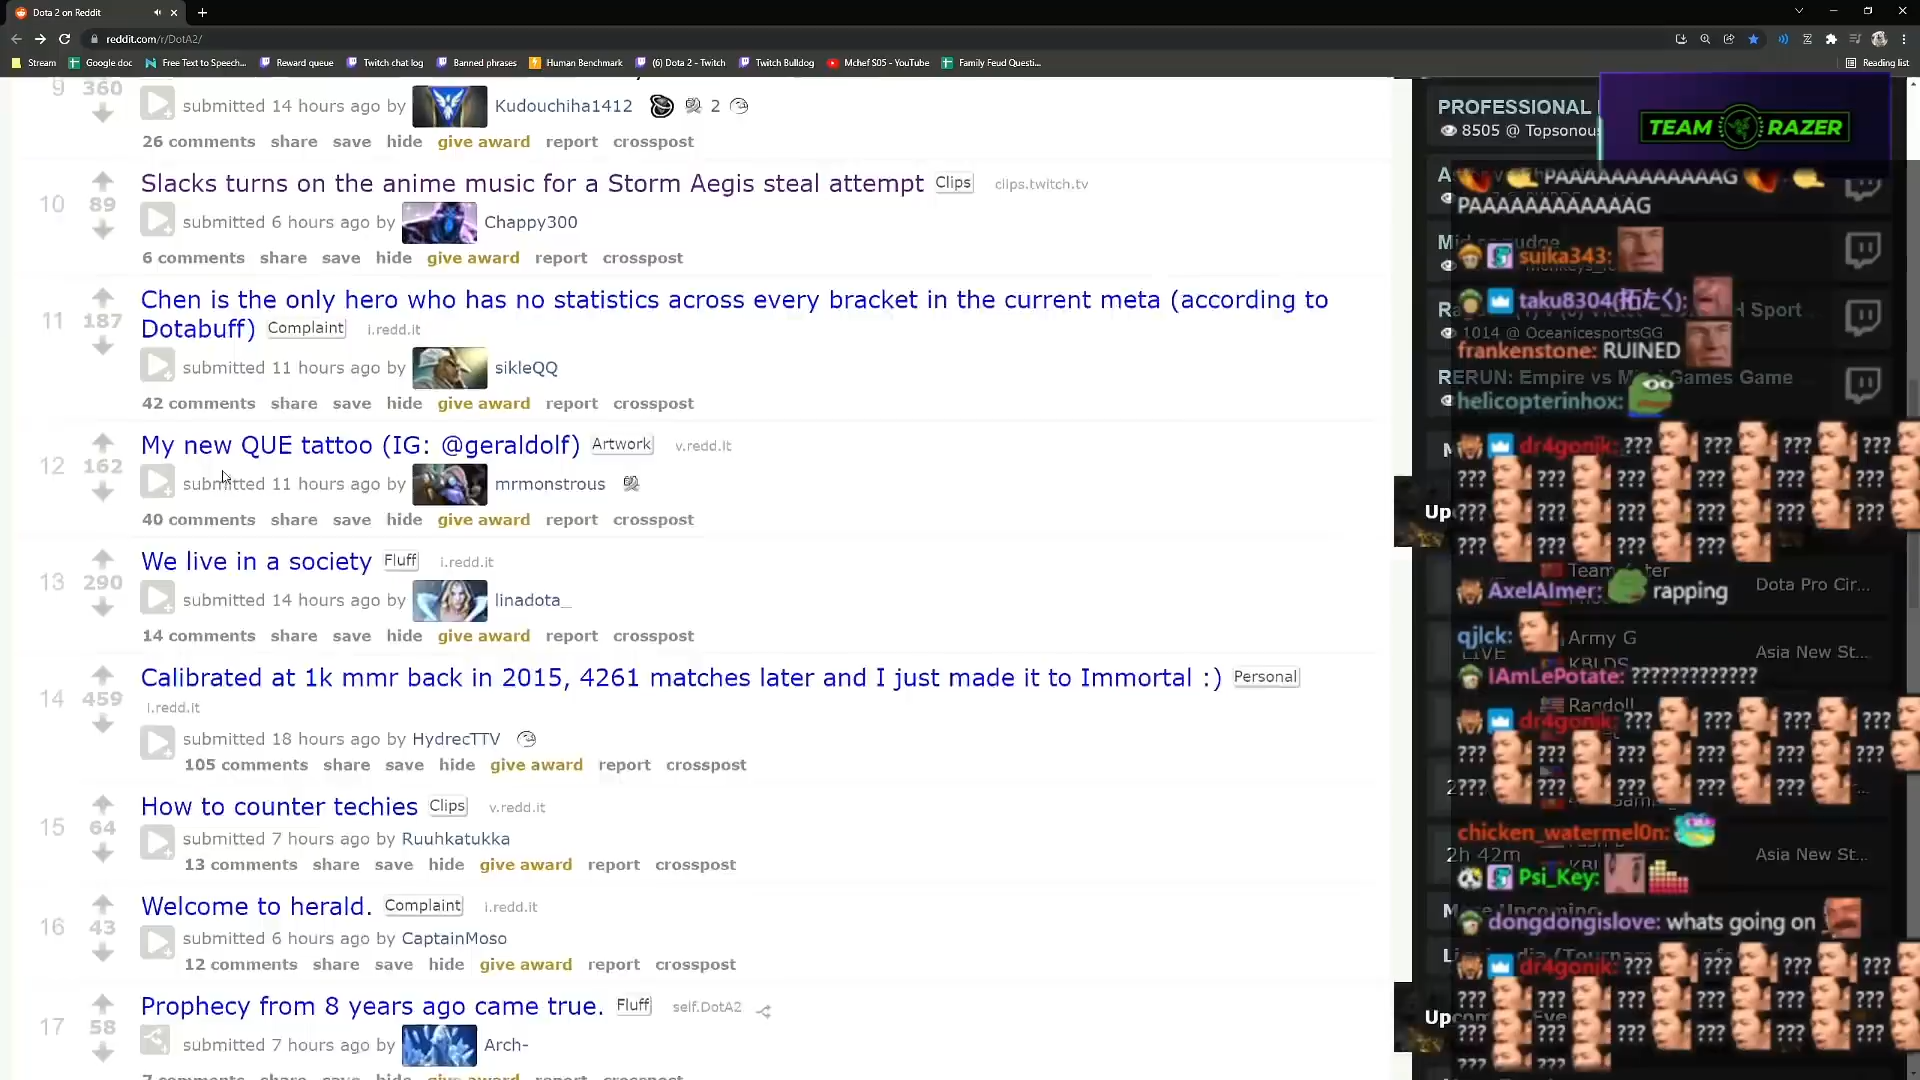 Dota 2 on Reddit
reddit.com/r/DotA2/
Stream Google doc Free Text to Speech... Reward queue Twitch chat log Banned phrases Human Benchmark (6) Dota 2 - Twitch Twitch Bulldog Mchef S05 - YouTube Family Feud Questi... Reading list
9 360
submitted 14 hours ago by Kudouchiha1412 2
26 comments share save hide give award report crosspost
10 89
Slacks turns on the anime music for a Storm Aegis steal attempt Clips clips.twitch.tv
submitted 6 hours ago by Chappy300
6 comments share save hide give award report crosspost
11 187
Chen is the only hero who has no statistics across every bracket in the current meta (according to
Dotabuff) Complaint i.redd.it
submitted 11 hours ago by sikleQQ
42 comments share save hide give award report crosspost
12 162
My new QUE tattoo (IG: @geraldolf) Artwork v.redd.it
submitted 11 hours ago by mrmonstrous
40 comments share save hide give award report crosspost
13 290
We live in a society Fluff i.redd.it
submitted 14 hours ago by linadota_
14 comments share save hide give award report crosspost
14 459
Calibrated at 1k mmr back in 2015, 4261 matches later and I just made it to Immortal :) Personal
i.redd.it
submitted 18 hours ago by HydrecTTV
105 comments share save hide give award report crosspost
15 64
How to counter techies Clips v.redd.it
submitted 7 hours ago by Ruuhkatukka
13 comments share save hide give award report crosspost
16 43
Welcome to herald. Complaint i.redd.it
submitted 6 hours ago by CaptainMoso
12 comments share save hide give award report crosspost
17 58
Prophecy from 8 years ago came true. Fluff self.DotA2
submitted 7 hours ago by Arch-
7 comments share save hide give award report crosspost
PROFESSIONAL
8505 @ Topsonous
TEAM RAZER
PAAAAAAAAAAAAG
PAAAAAAAAAAAAG
suika343:
taku8304(拓たく):
H Sport
1014 @ OceanicesportsGG
frankenstone: RUINED
RERUN: Empire vs Games Game
helicopterinhox:
dr4gonik: ??? ??? ??? ???
??? ??? ??? ??? ??? ???
Up ??? ??? ??? ??? ??? ???
??? ??? ??? ???
Team
AxelAlmer: rapping
Dota Pro Cir...
qjlck:
Army G
LIVE KBLDS
Asia New St...
IAmLePotate: ?????????????
Ragdoll
dr4gonik: ??? ??? ??? ???
??? ??? ??? ??? ??? ???
??? ??? ??? ??? ???
chicken_watermel0n:
2h 42m
Asia New St...
Psi_Key:
dongdongislove: whats going on
dr4gonik: ??? ??? ??? ???
??? ??? ??? ??? ??? ???
??? ??? ??? ??? ??? ???
??? ???